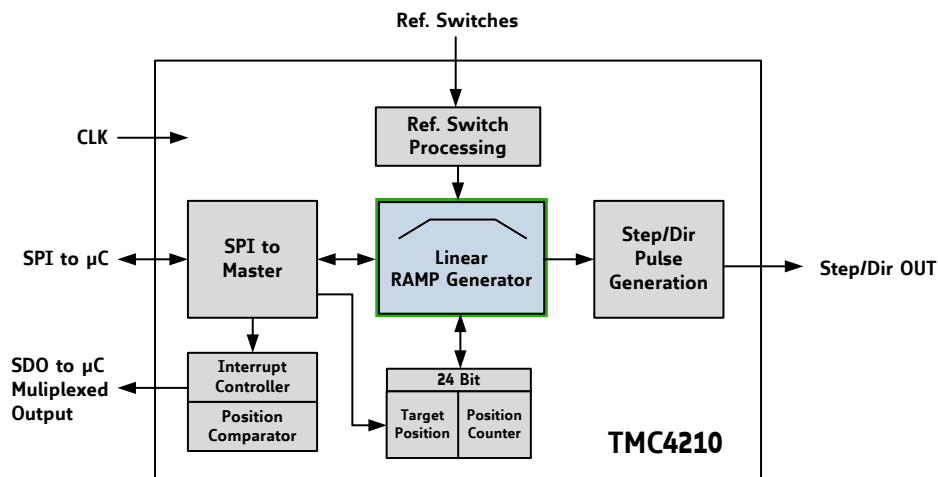 Ref. Switches
CLK
Ref. Switch
Processing
SPI to µC
SPI to
Master
Linear
RAMP Generator
Step/Dir
Pulse
Generation
Step/Dir OUT
SDO to µC
Muliplexed
Output
Interrupt
Controller
Position
Comparator
24 Bit
Target
Position
Position
Counter
TMC4210